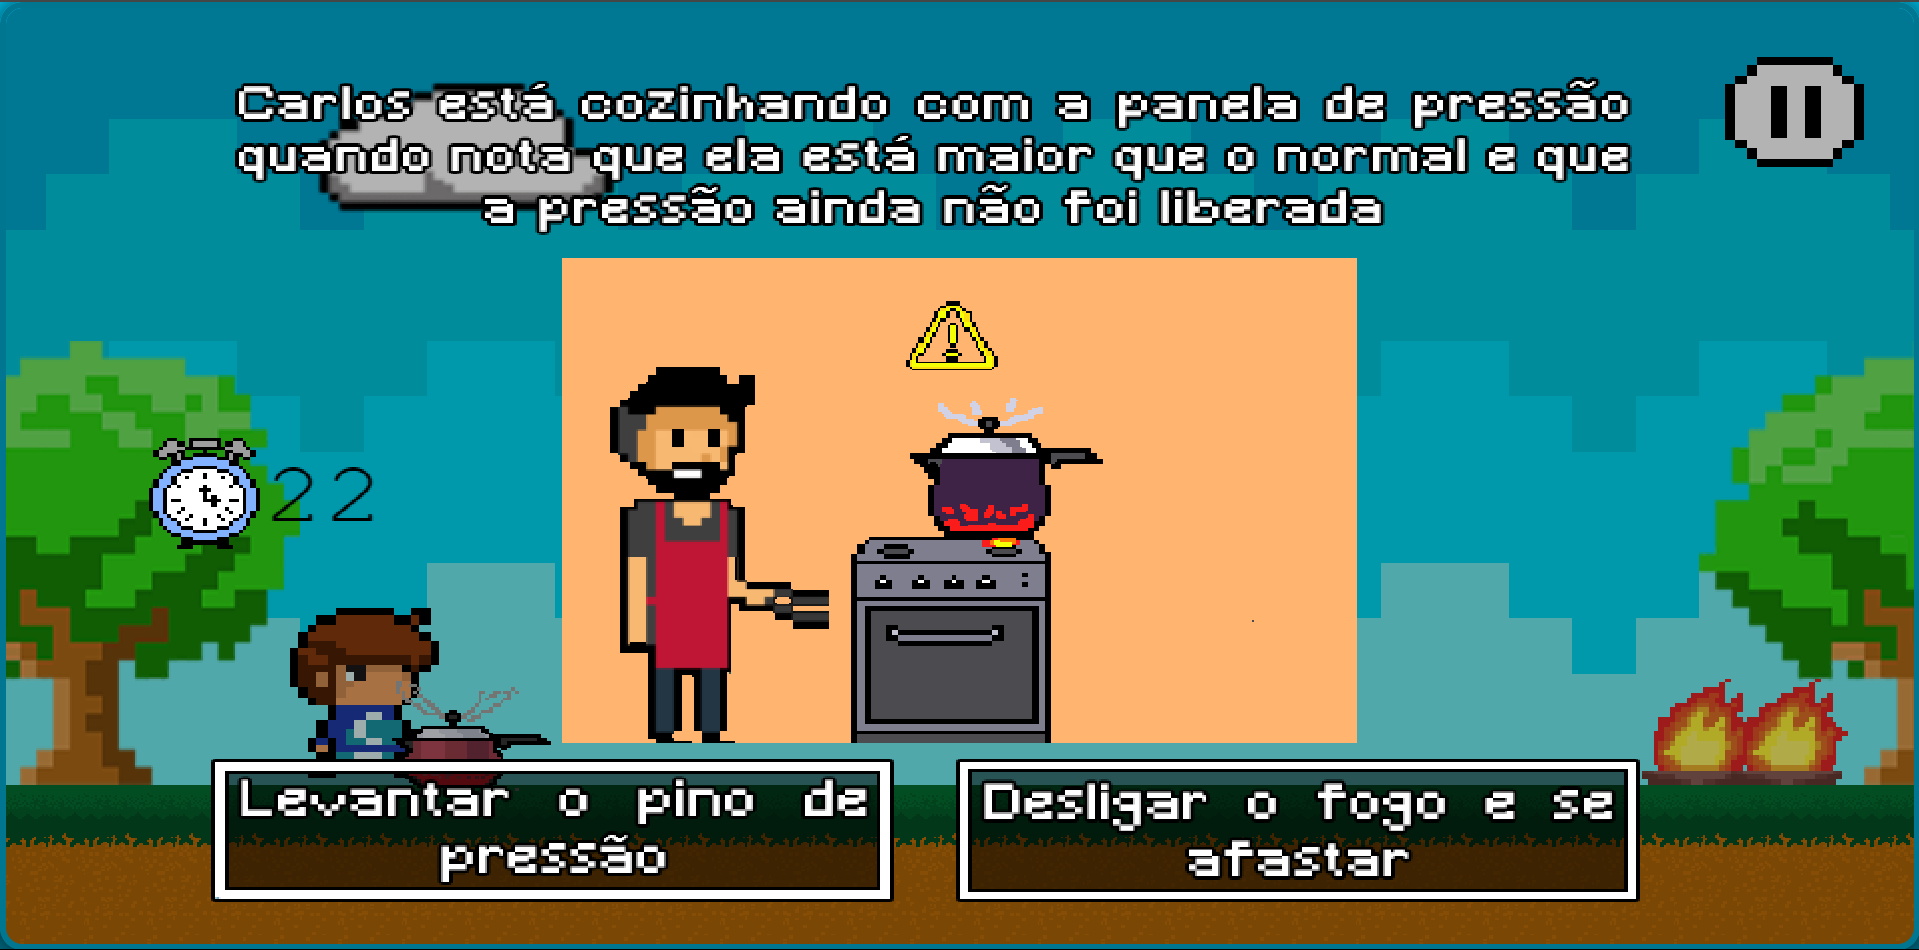 Carlos está cozinhando com a panela de pressão
quando nota que ela está maior que o normal e que
a pressão ainda não foi liberada
22
Levantar o pino de
pressão
Desligar o fogo e se
afastar